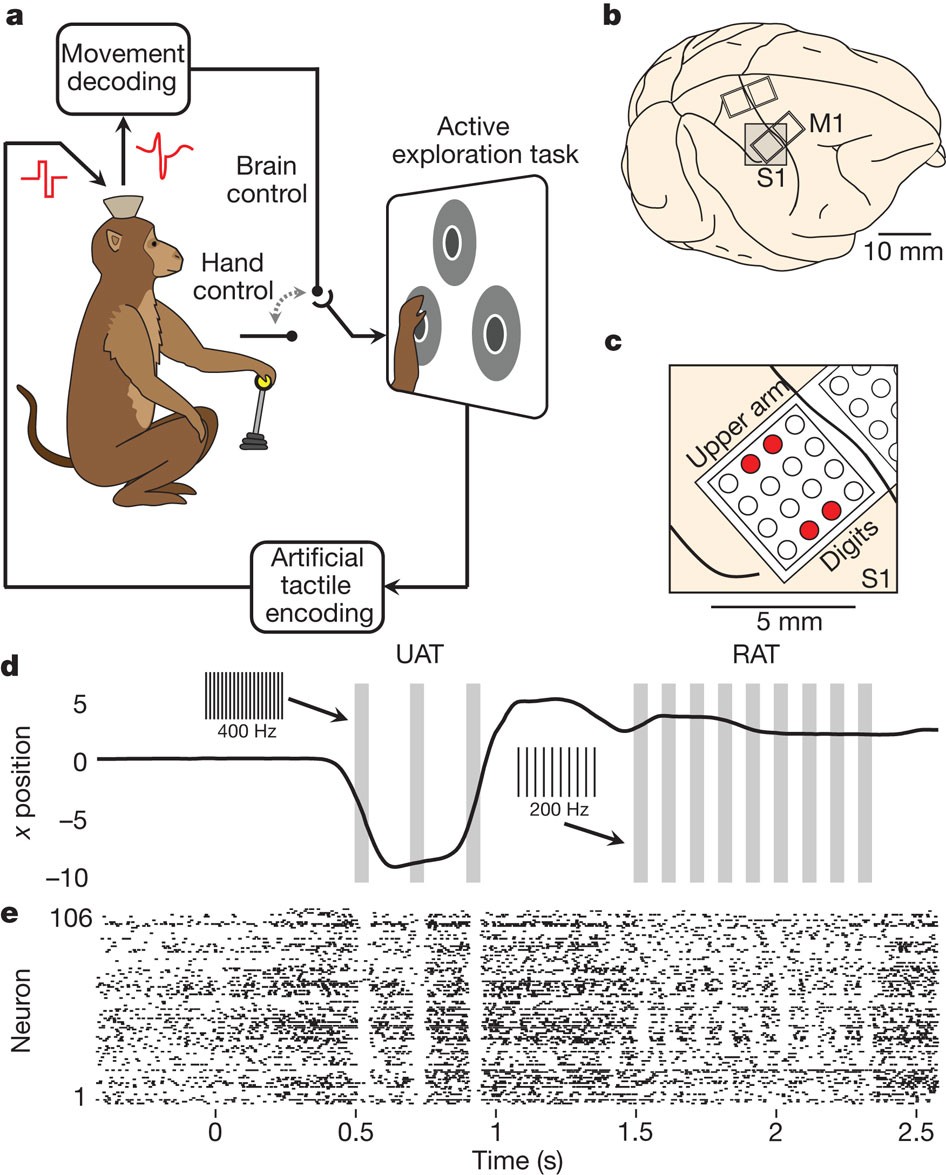 a
Movement
decoding
Brain
control
Hand
control
Active
exploration task
Artificial
tactile
encoding
b
M1
S1
10 mm
c
Upper arm
Digits
S1
5 mm
d
UAT
RAT
x position
5
0
−5
−10
400 Hz
200 Hz
e
Neuron
106
1
0
0.5
1
1.5
2
2.5
Time (s)